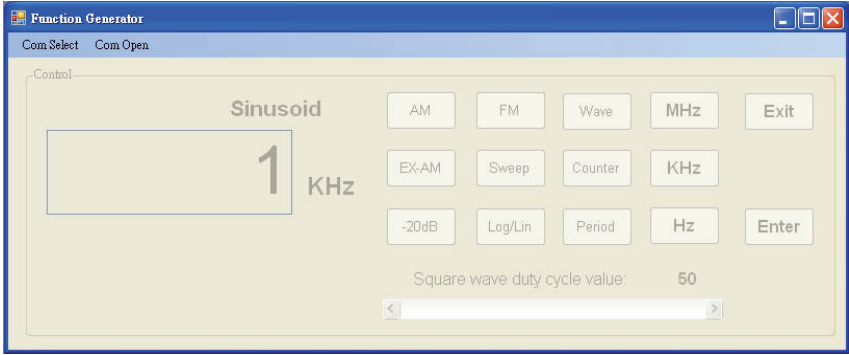 Function Generator
Com Select Com Open
Control
Sinusoid
1 KHz
AM FM Wave MHz Exit
EX-AM Sweep Counter KHz
-20dB Log/Lin Period Hz Enter
Square wave duty cycle value: 50